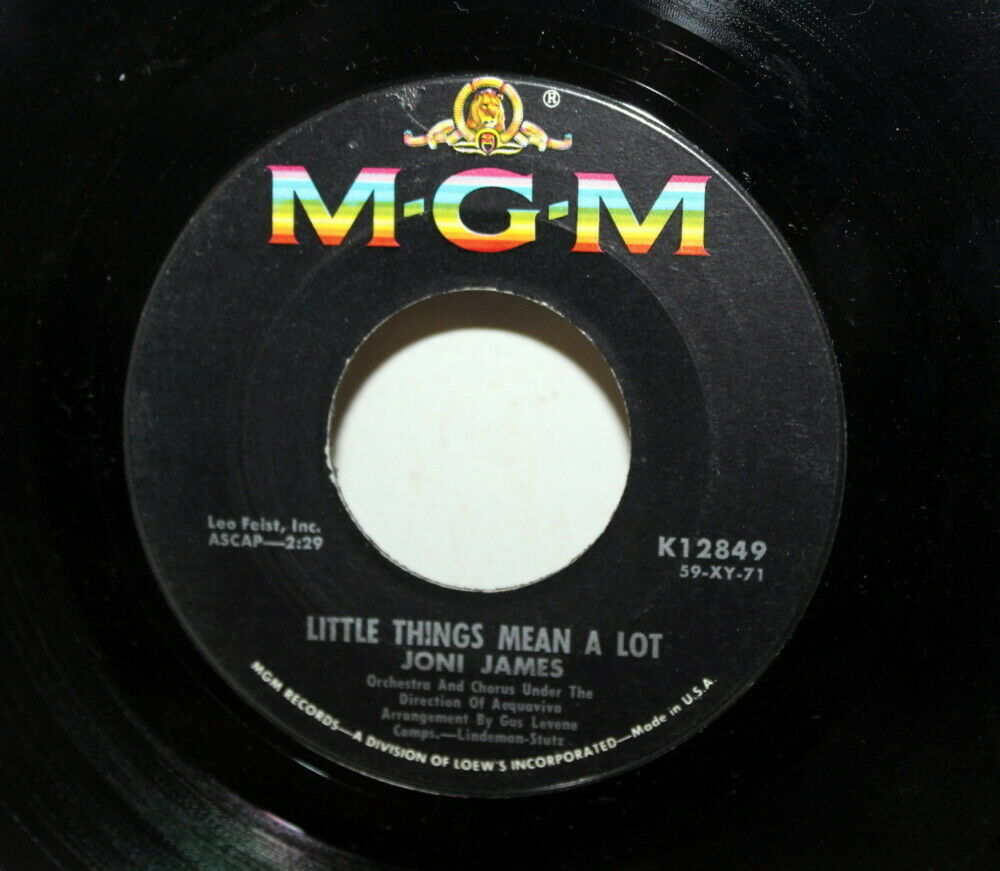 ®
M-G-M
Leo Feist, Inc.
ASCAP—2:29
K12849
59-XY-71
LITTLE THINGS MEAN A LOT
JONI JAMES
Orchestra And Chorus Under The
Direction Of Acquaviva
Arrangement By Gus Levene
Comps.—Lindeman-Stutz
MGM RECORDS—A DIVISION OF LOEW'S INCORPORATED—Made in U.S.A.